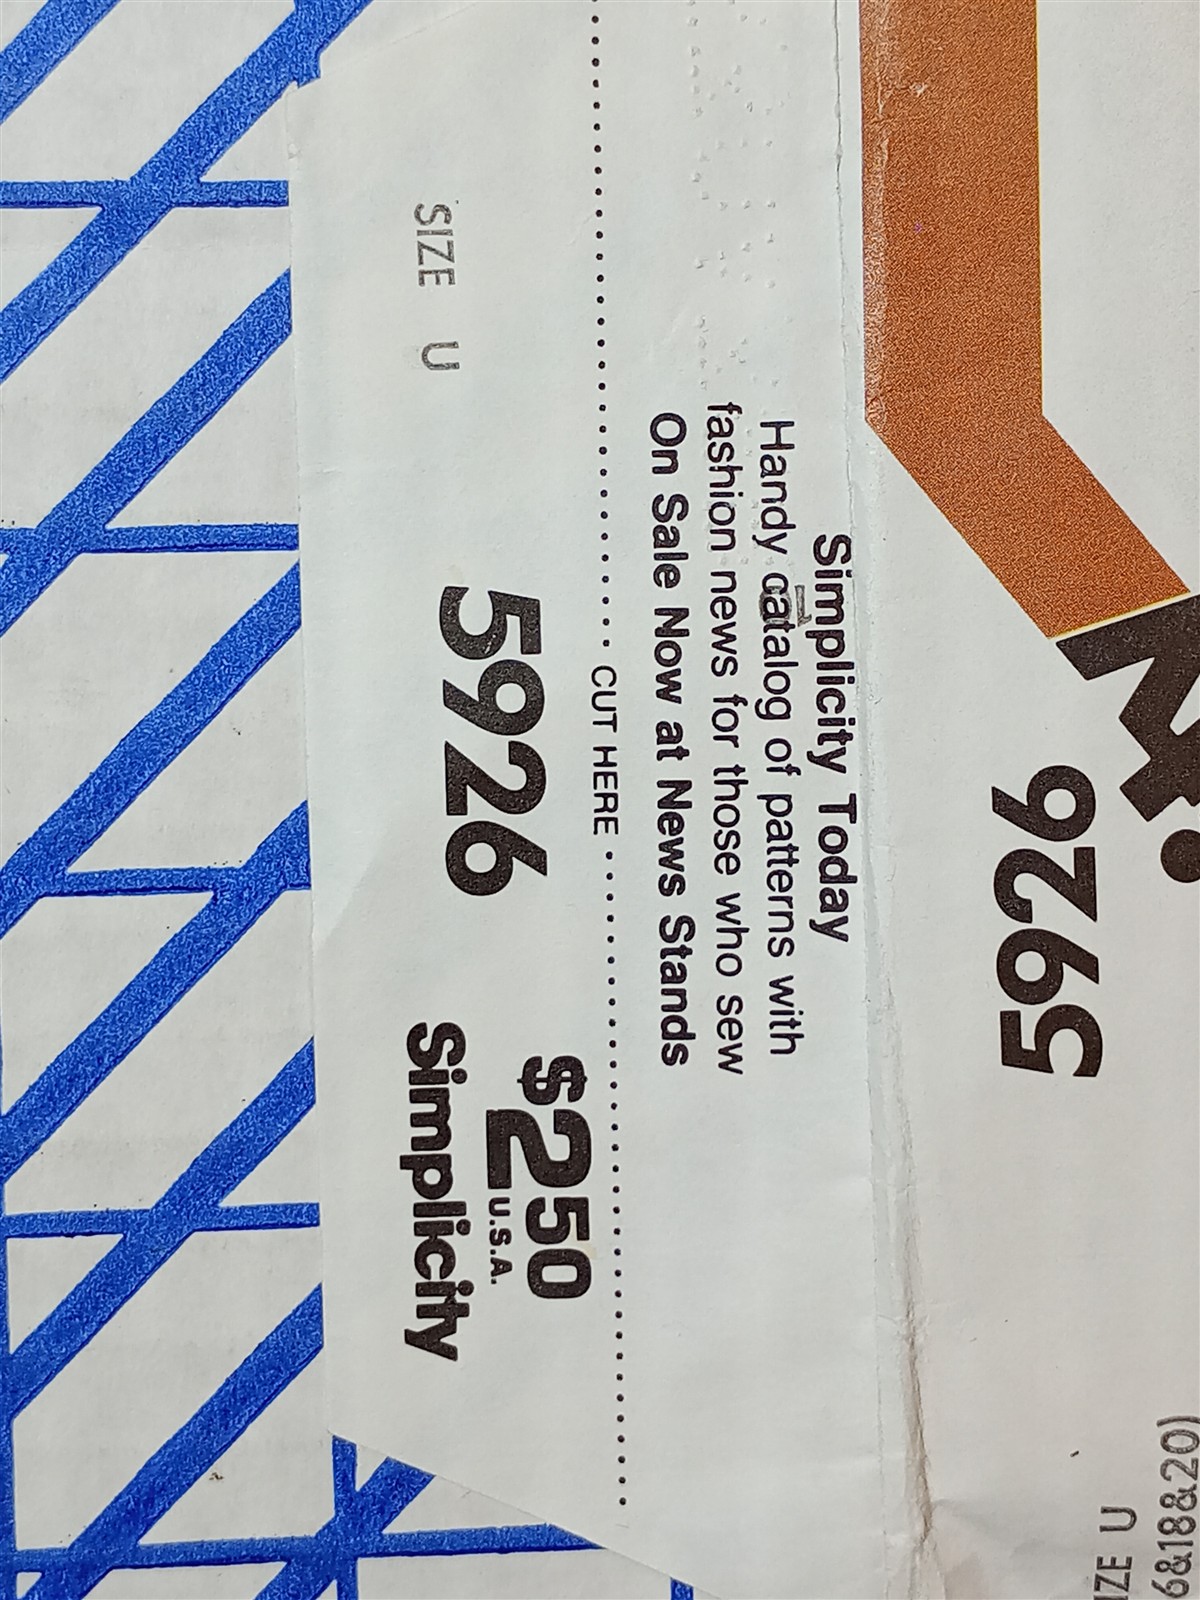 Simplicity Today
Handy catalog of patterns with
fashion news for those who sew
On Sale Now at News Stands
CUT HERE
SIZE U
5926
$250
U.S.A.
Simplicity
5926
IZE U
6&18&20)